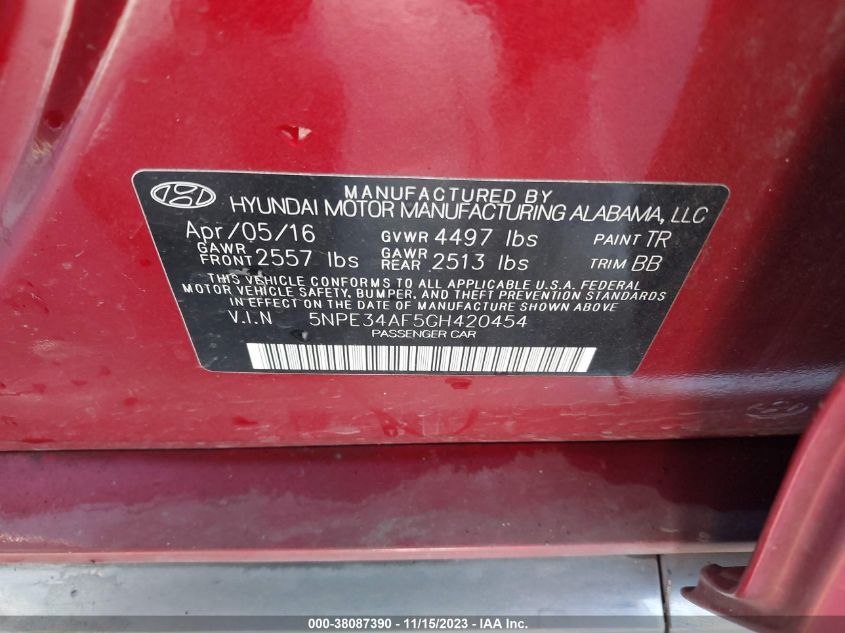 MANUFACTURED BY
HYUNDAI MOTOR MANUFACTURING ALABAMA, LLC
Apr/05/16 GVWR 4497 lbs PAINT TR
GAWR FRONT 2557 lbs GAWR REAR 2513 lbs TRIM BB
THIS VEHICLE CONFORMS TO ALL APPLICABLE U.S.A. FEDERAL
MOTOR VEHICLE SAFETY, BUMPER, AND THEFT PREVENTION STANDARDS
IN EFFECT ON THE DATE OF MANUFACTURE SHOWN ABOVE.
V.I.N 5NPE34AF5GH420454
PASSENGER CAR
000-38087390 - 11/15/2023 - IAA Inc.